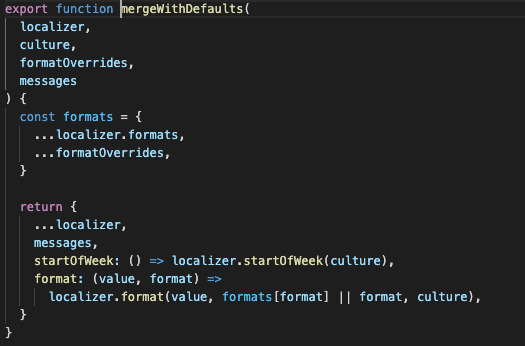 export function mergeWithDefaults(
  localizer,
  culture,
  formatOverrides,
  messages
) {
  const formats = {
    ...localizer.formats,
    ...formatOverrides,
  }

  return {
    ...localizer,
    messages,
    startOfWeek: () => localizer.startOfWeek(culture),
    format: (value, format) =>
      localizer.format(value, formats[format] || format, culture),
  }
}